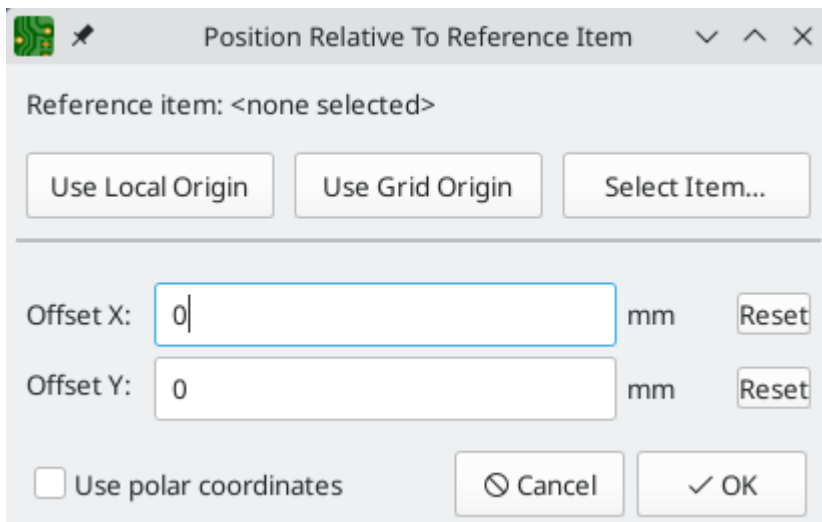 Position Relative To Reference Item
Reference item: <none selected>
Use Local Origin Use Grid Origin Select Item...
Offset X: 0 mm Reset
Offset Y: 0 mm Reset
Use polar coordinates Cancel OK